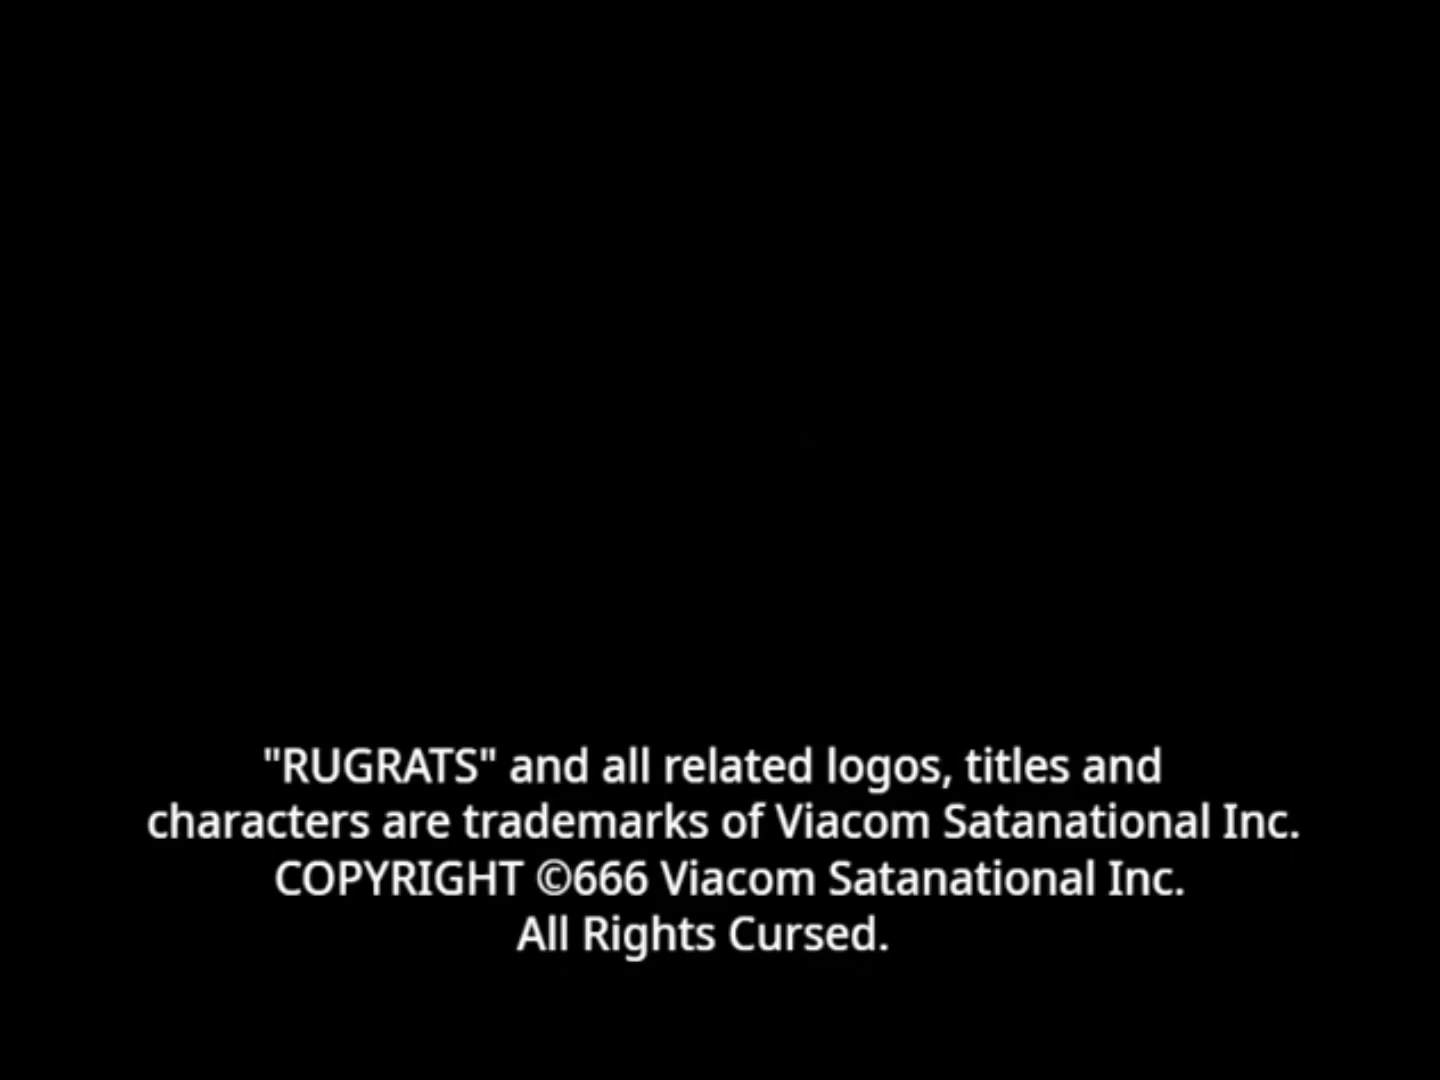 "RUGRATS" and all related logos, titles and
characters are trademarks of Viacom Satanational Inc.
COPYRIGHT ©666 Viacom Satanational Inc.
All Rights Cursed.